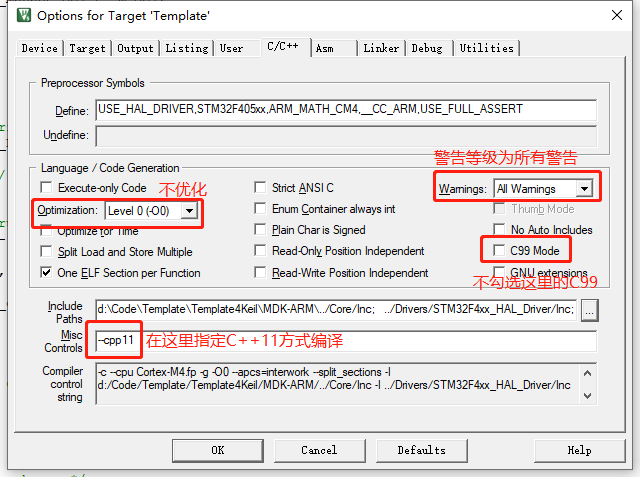 Options for Target 'Template'
Device Target Output Listing User C/C++ Asm Linker Debug Utilities
Preprocessor Symbols
Define: USE_HAL_DRIVER,STM32F405xx,ARM_MATH_CM4,__CC_ARM,USE_FULL_ASSERT
Undefine:
警告等级为所有警告
Language / Code Generation
Execute-only Code 不优化 Strict ANSI C Warnings: All Warnings
Optimization: Level 0 (-O0) Enum Container always int Thumb Mode
Optimize for Time Plain Char is Signed No Auto Includes
Split Load and Store Multiple Read-Only Position Independent C99 Mode
One ELF Section per Function Read-Write Position Independent GNU extensions
不勾选这里的C99
Include Paths d:\Code\Template\Template4Keil\MDK-ARM\../Core/Inc; ../Drivers/STM32F4xx_HAL_Driver/Inc; ...
Misc Controls --cpp11 在这里指定C++11方式编译
Compiler control string -c --cpu Cortex-M4.fp -g -O0 --apcs=interwork --split_sections -I
d:/Code/Template/Template4Keil/MDK-ARM/../Core/Inc -I ../Drivers/STM32F4xx_HAL_Driver/Inc
OK Cancel Defaults Help